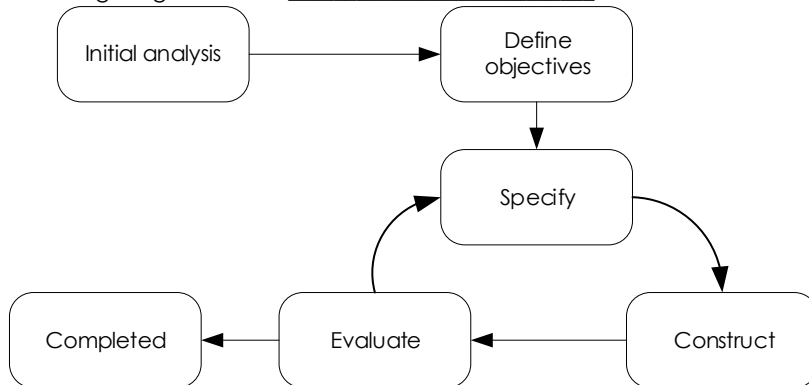 Initial analysis
Define
objectives
Specify
Completed
Evaluate
Construct